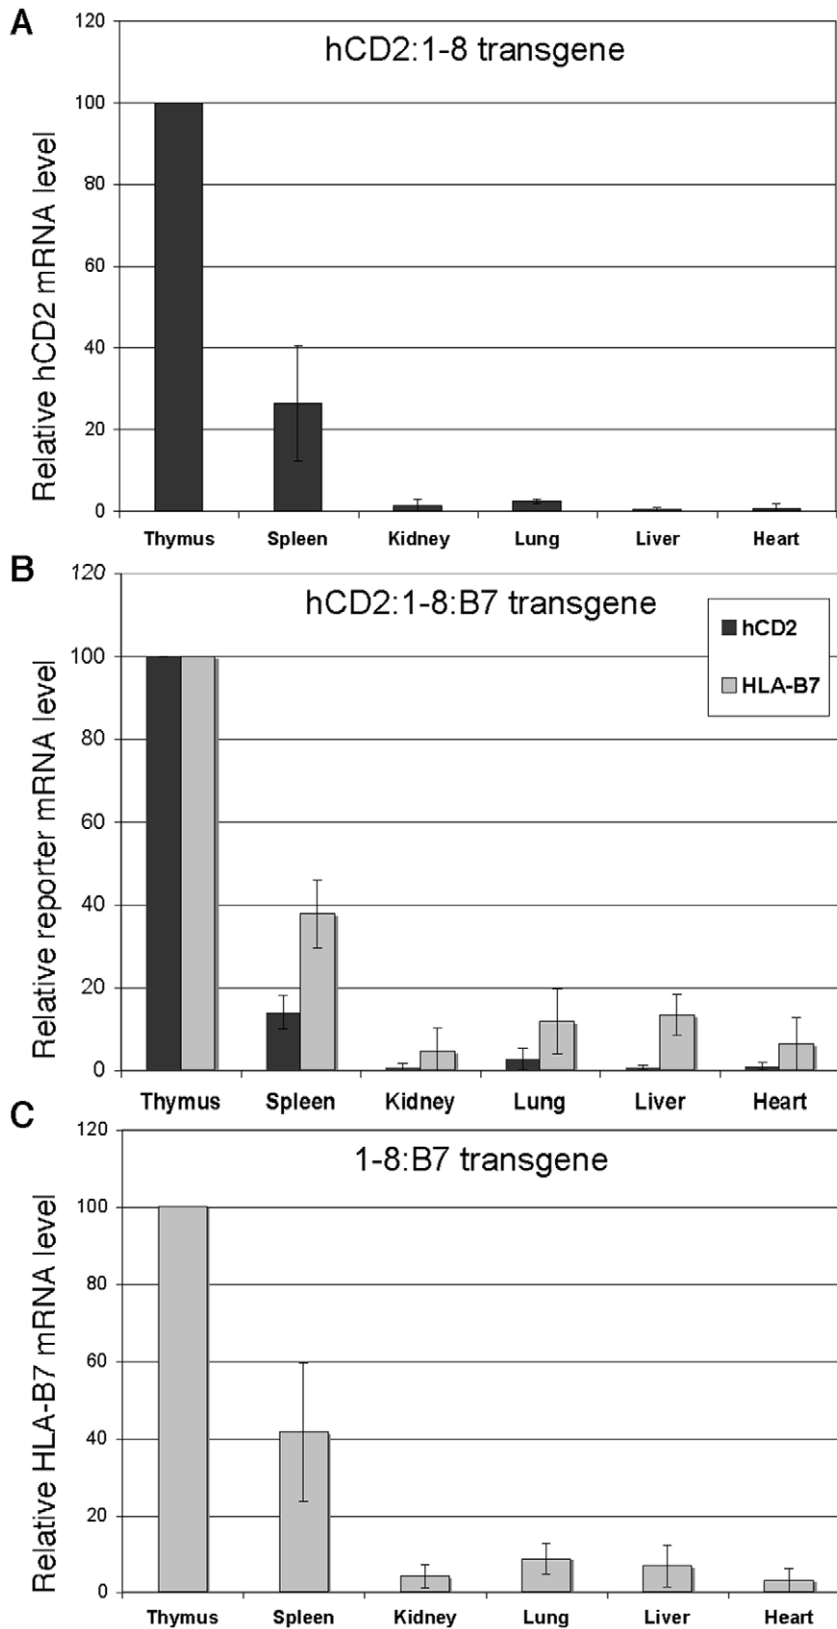 A
hCD2:1-8 transgene
Relative hCD2 mRNA level
120
100
80
60
40
20
0
Thymus Spleen Kidney Lung Liver Heart
B
hCD2:1-8:B7 transgene
hCD2
HLA-B7
Relative reporter mRNA level
120
100
80
60
40
20
0
Thymus Spleen Kidney Lung Liver Heart
C
1-8:B7 transgene
Relative HLA-B7 mRNA level
120
100
80
60
40
20
0
Thymus Spleen Kidney Lung Liver Heart